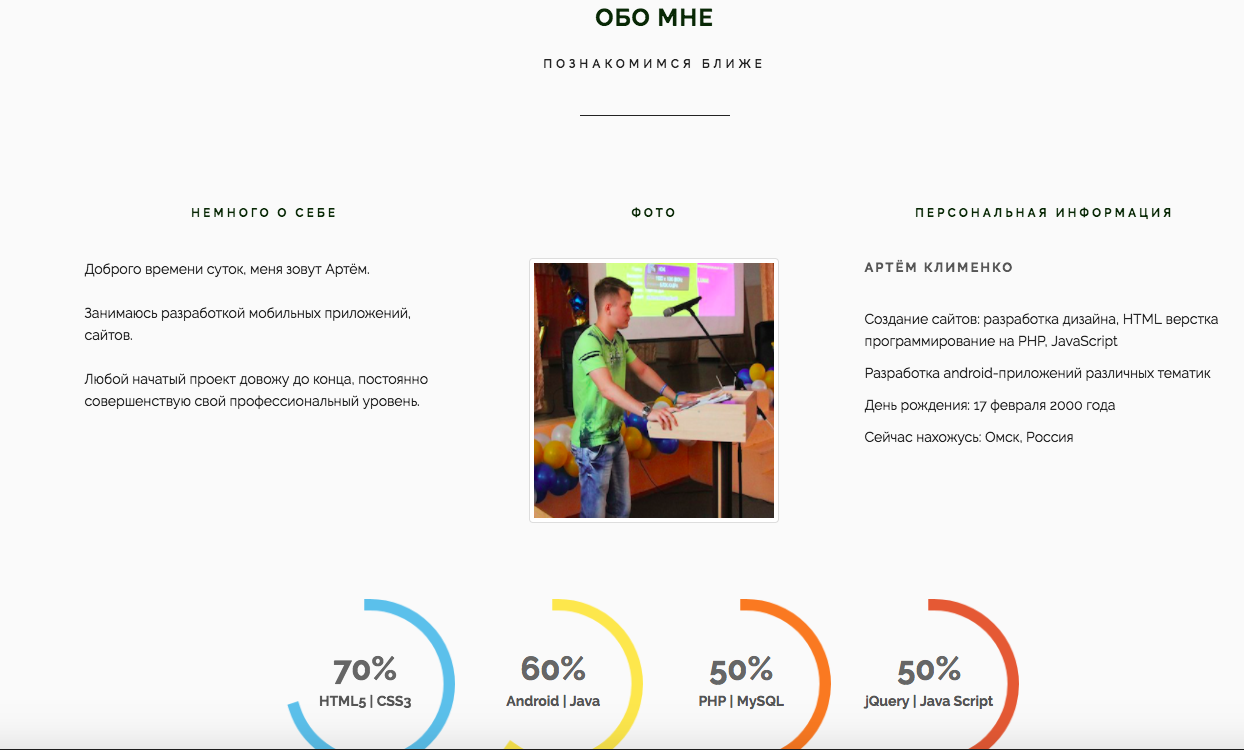 ОБО МНЕ
ПОЗНАКОМИМСЯ БЛИЖЕ
НЕМНОГО О СЕБЕ
Доброго времени суток, меня зовут Артём.
Занимаюсь разработкой мобильных приложений,
сайтов.
Любой начатый проект довожу до конца, постоянно
совершенствую свой профессиональный уровень.
ФОТО
ПЕРСОНАЛЬНАЯ ИНФОРМАЦИЯ
АРТЁМ КЛИМЕНКО
Создание сайтов: разработка дизайна, HTML верстка
программирование на PHP, JavaScript
Разработка android-приложений различных тематик
День рождения: 17 февраля 2000 года
Сейчас нахожусь: Омск, Россия
70%
HTML5 | CSS3
60%
Android | Java
50%
PHP | MySQL
50%
jQuery | Java Script